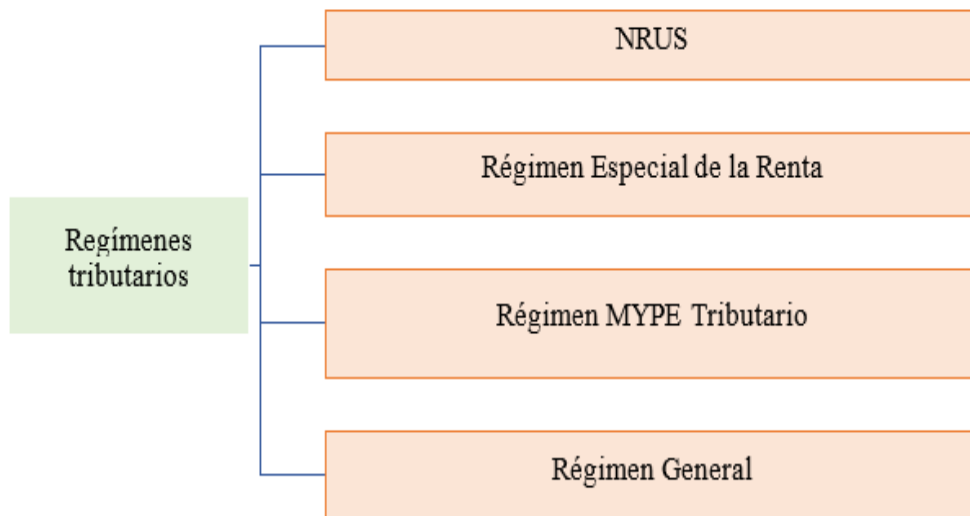 NRUS
Régimen Especial de la Renta
Regímenes
tributarios
Régimen MYPE Tributario
Régimen General